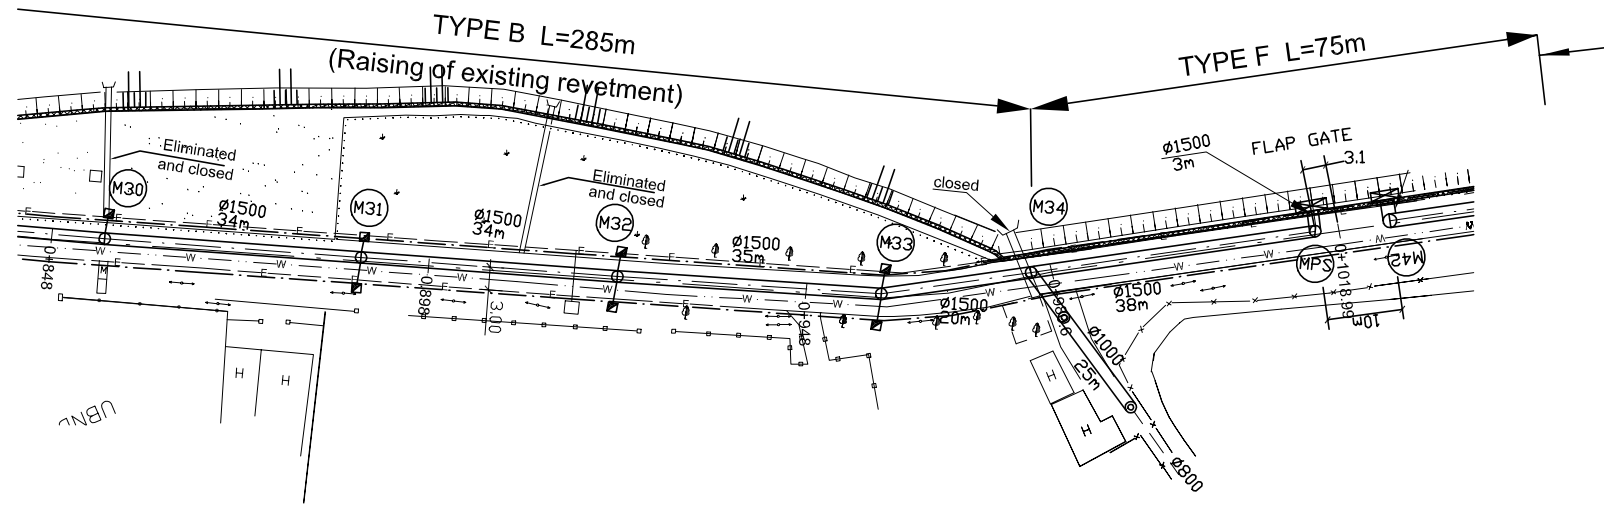 TYPE B L=285m
(Raising of existing revetment)
TYPE F L=75m
Ø1500
3m
FLAP GATE
3.1
Eliminated
and closed
Eliminated
and closed
closed
M30
M31
M32
M33
M34
MPS
M42
Ø1500
34m
Ø1500
34m
Ø1500
35m
Ø1500
20m
Ø1500
38m
0+848
0+898
3.00
0+948
0+1018.99
10m
Ø1000
25m
Ø800
H
H
H
H
M
UBND